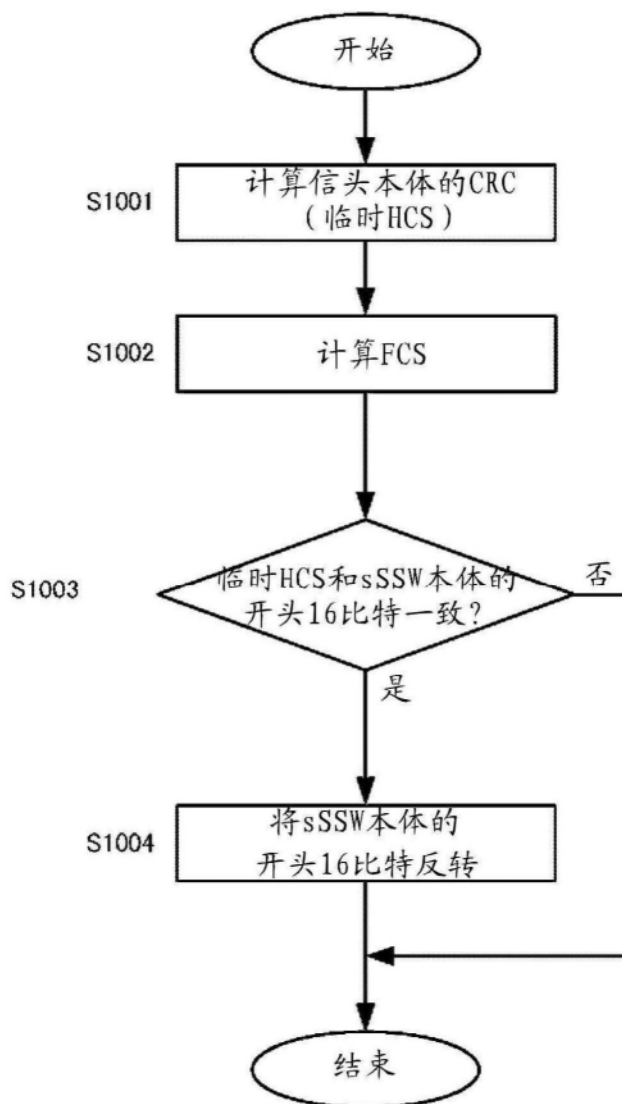 开始
S1001
计算信头本体的CRC
(临时HCS)
S1002
计算FCS
S1003
临时HCS和sSSW本体的
开头16比特一致?
否
是
S1004
将sSSW本体的
开头16比特反转
结束